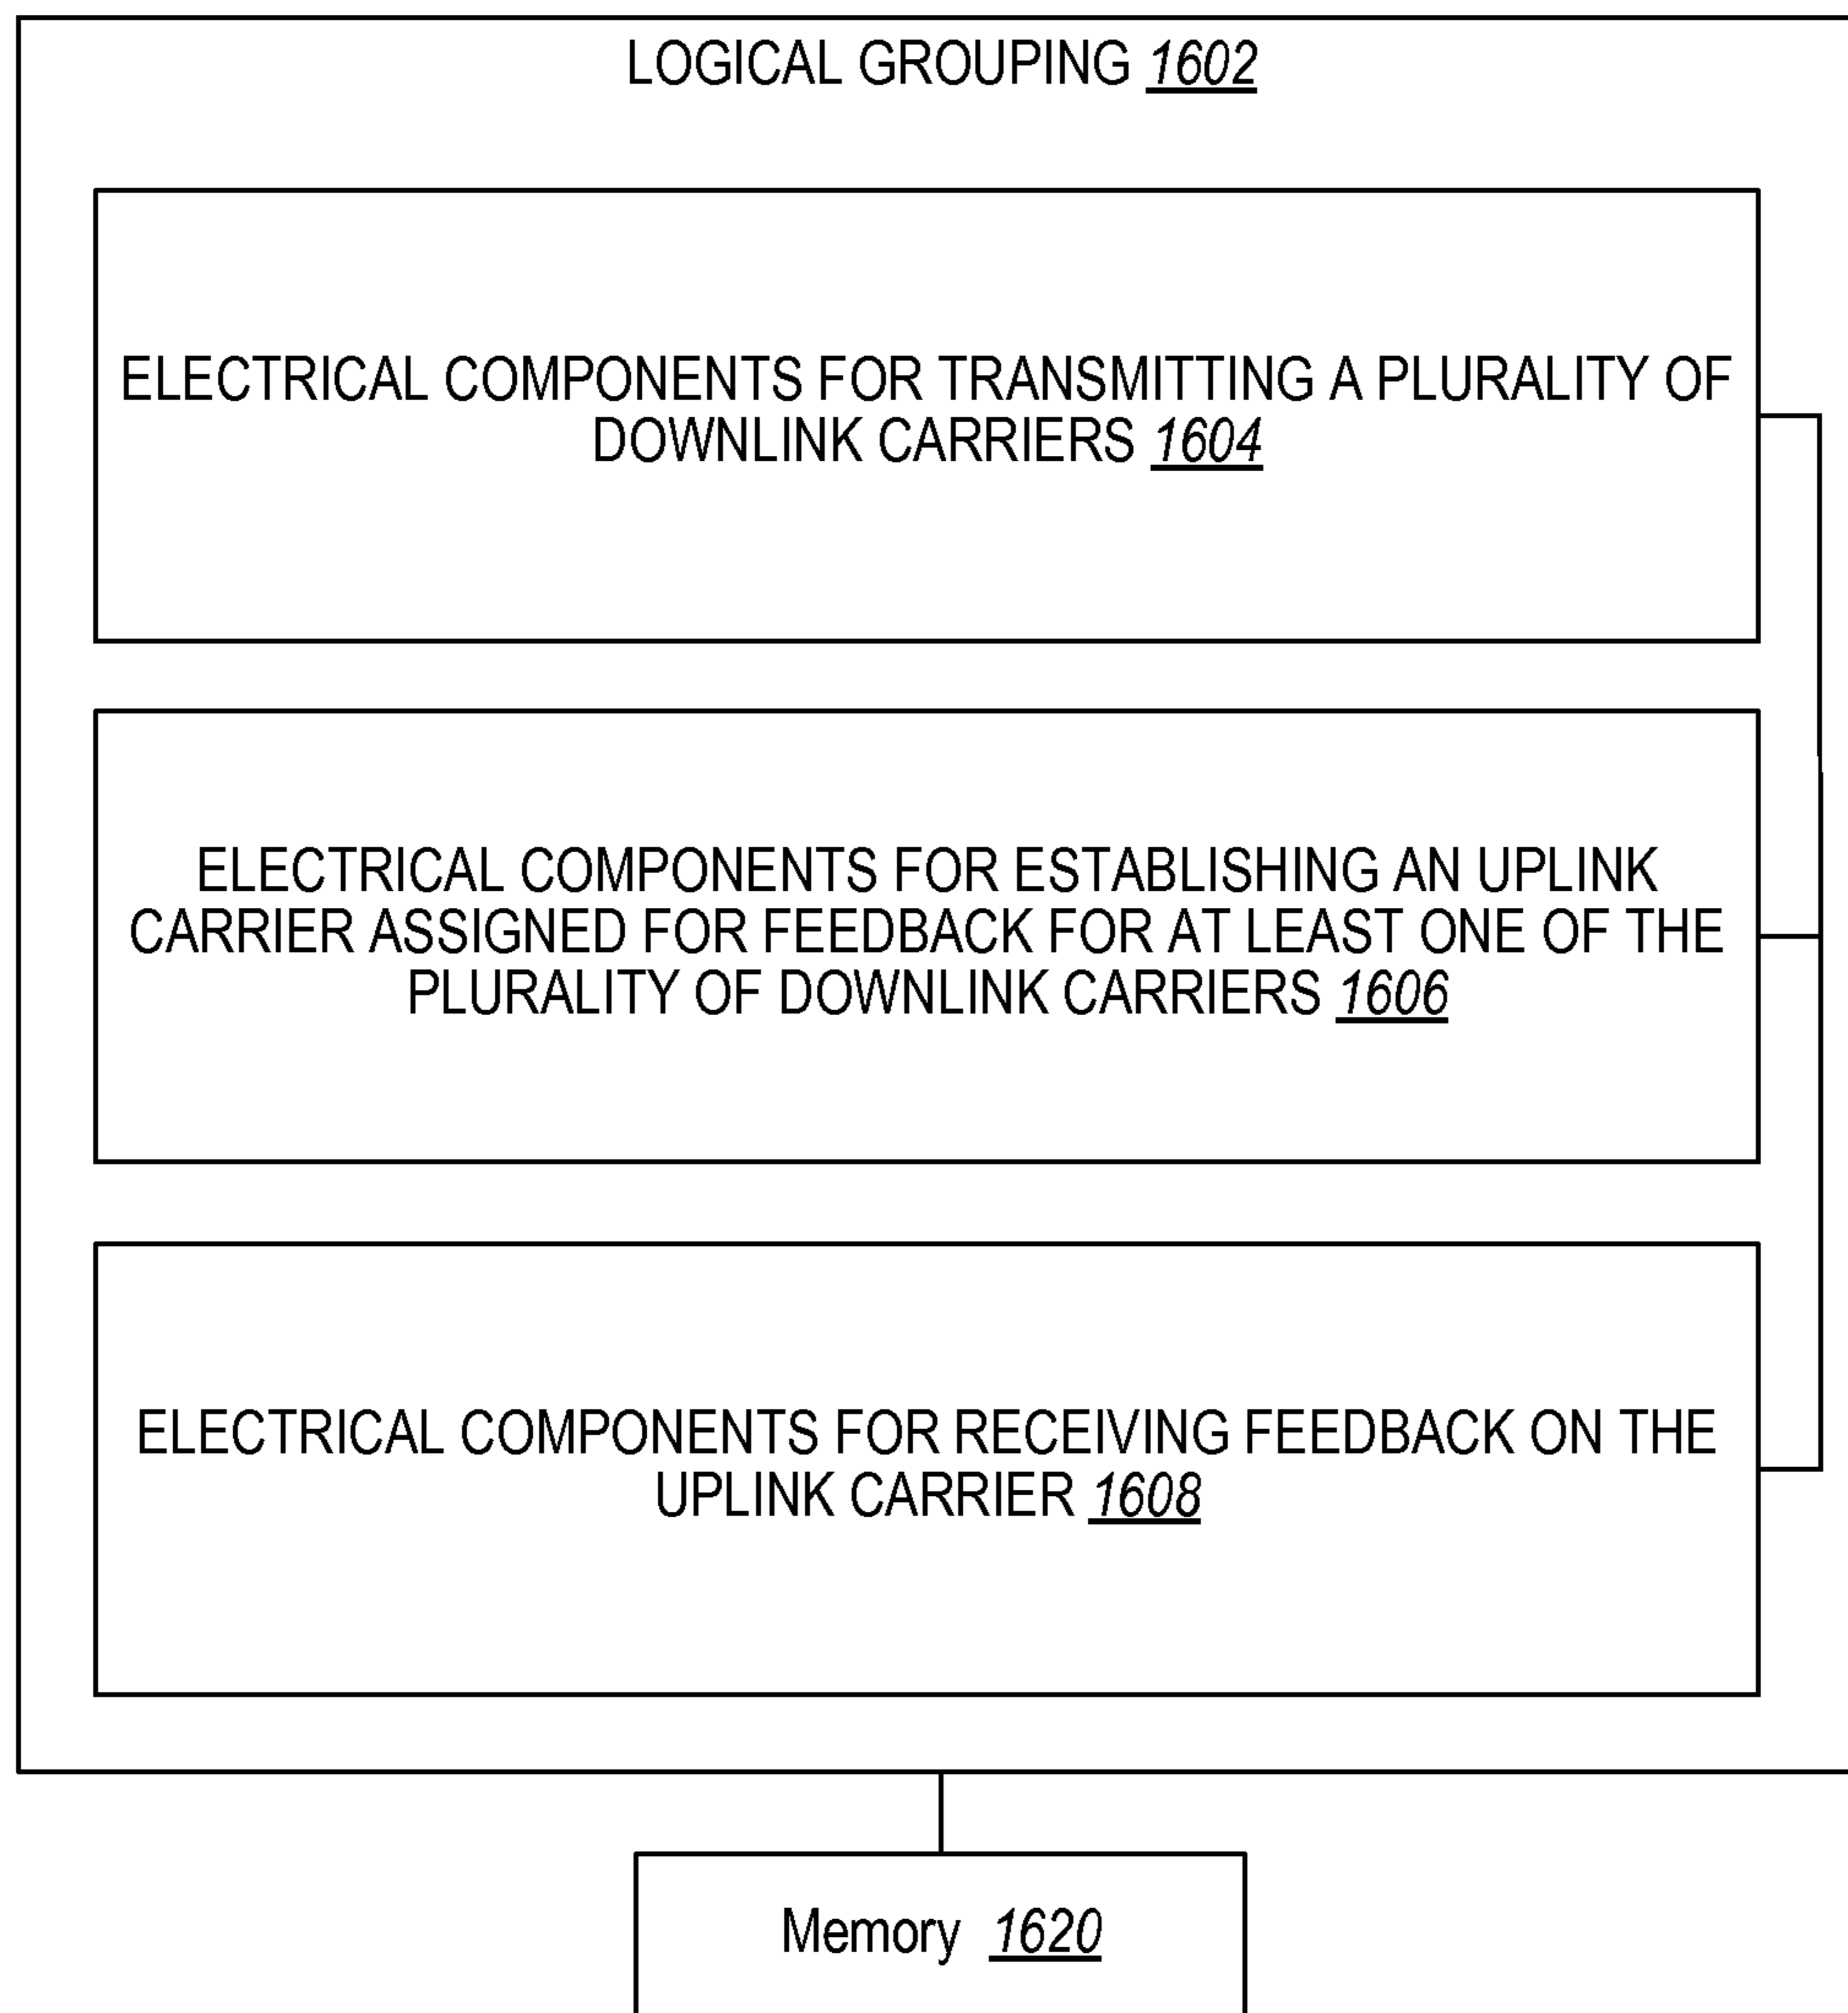 LOGICAL GROUPING 1602
ELECTRICAL COMPONENTS FOR TRANSMITTING A PLURALITY OF
DOWNLINK CARRIERS 1604
ELECTRICAL COMPONENTS FOR ESTABLISHING AN UPLINK
CARRIER ASSIGNED FOR FEEDBACK FOR AT LEAST ONE OF THE
PLURALITY OF DOWNLINK CARRIERS 1606
ELECTRICAL COMPONENTS FOR RECEIVING FEEDBACK ON THE
UPLINK CARRIER 1608
Memory 1620